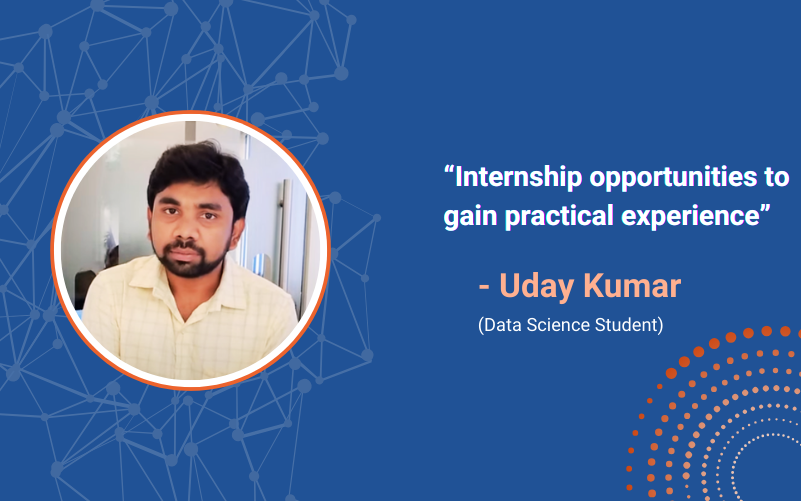 “Internship opportunities to
gain practical experience”
- Uday Kumar
(Data Science Student)